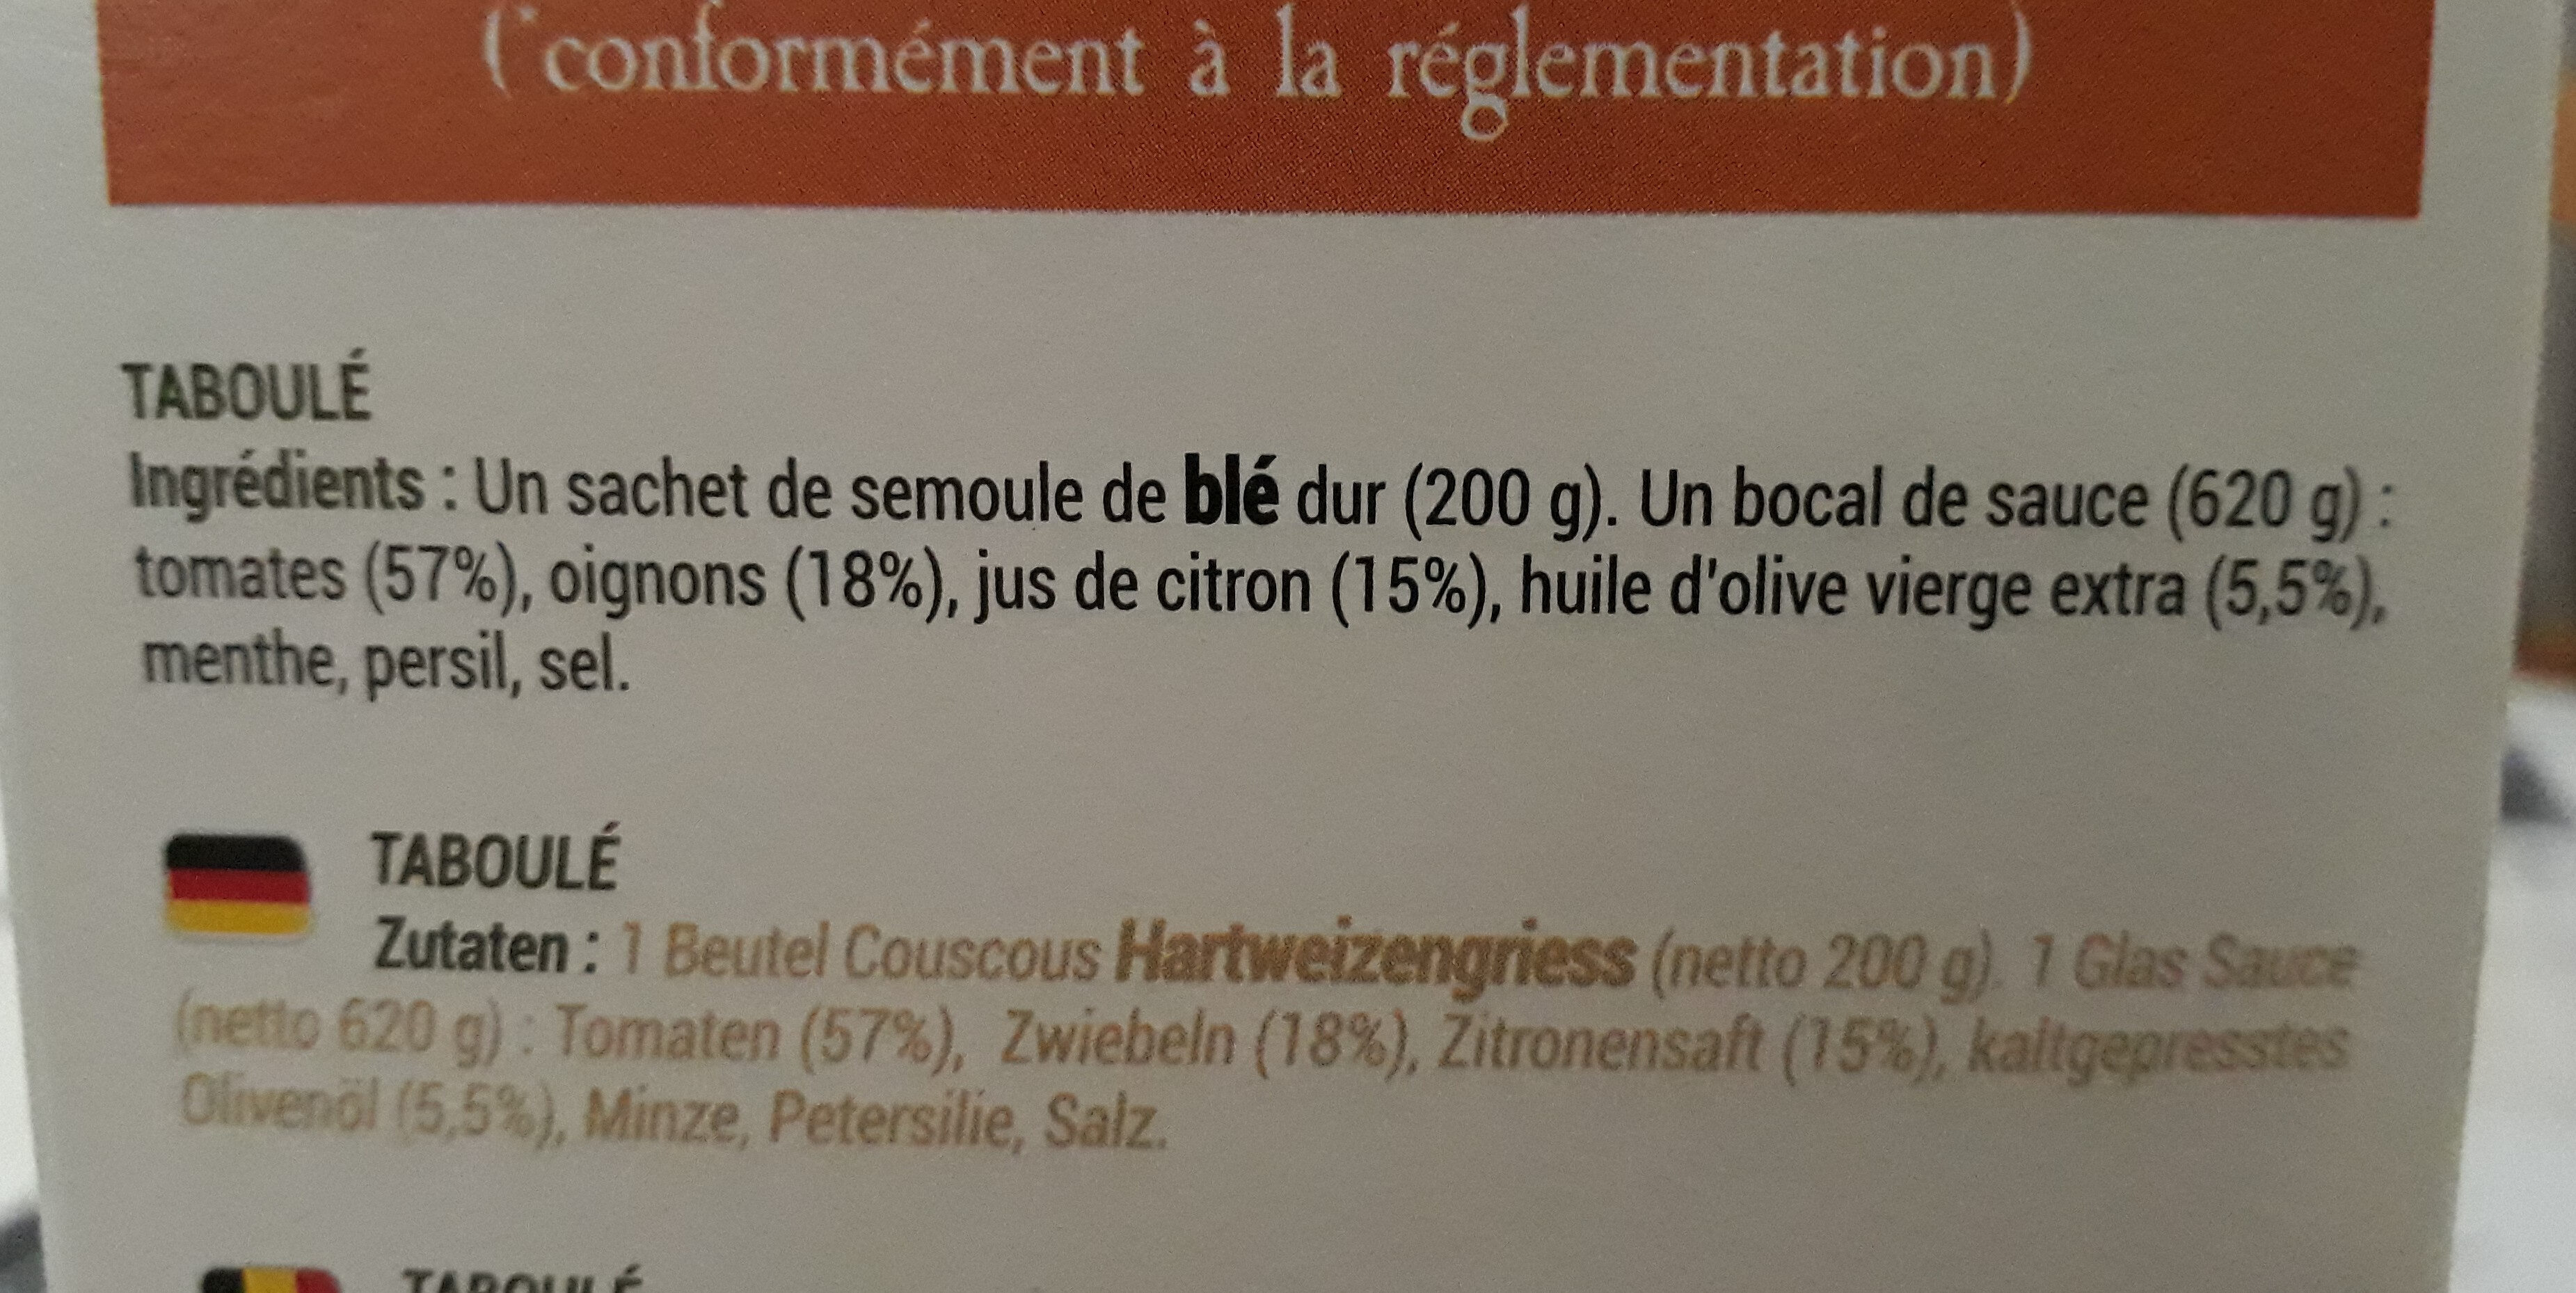 (*conformément à la réglementation)
TABOULÉ
Ingrédients : Un sachet de semoule de blé dur (200 g). Un bocal de sauce (620 g) :
tomates (57%), oignons (18%), jus de citron (15%), huile d'olive vierge extra (5,5%),
menthe, persil, sel.
TABOULÉ
Zutaten : 1 Beutel Couscous Hartweizengriess (netto 200 g). 1 Glas Sauce
(netto 620 g) : Tomaten (57%), Zwiebeln (18%), Zitronensaft (15%), kaltgepresstes
Olivenöl (5,5%), Minze, Petersilie, Salz.
TABOULÉ